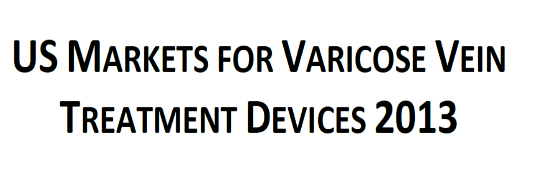 US MARKETS FOR VARICOSE VEIN
TREATMENT DEVICES 2013